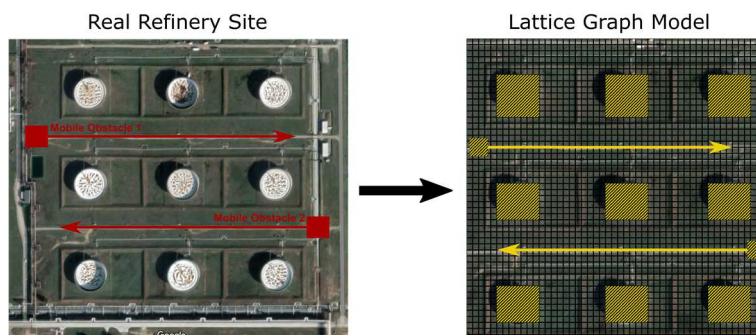 Real Refinery Site
Lattice Graph Model
Mobile Obstacle 1
Mobile Obstacle 2
Google